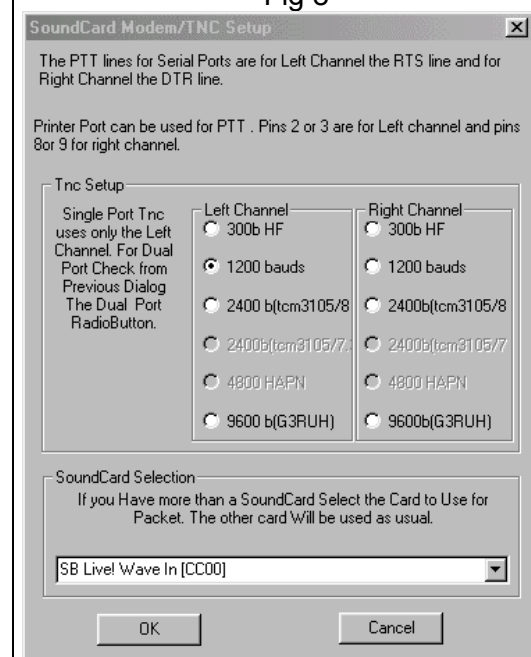 SoundCard Modem/TNC Setup
The PTT lines for Serial Ports are for Left Channel the RTS line and for
Right Channel the DTR line.
Printer Port can be used for PTT . Pins 2 or 3 are for Left channel and pins
8or 9 for right channel.
Tnc Setup
Single Port Tnc
uses only the Left
Channel. For Dual
Port Check from
Previous Dialog
The Dual Port
RadioButton.
Left Channel
300b HF
1200 bauds
2400 b(tcm3105/8
2400b(tcm3105/7.
4800 HAPN
9600 b(G3RUH)
Right Channel
300b HF
1200 bauds
2400b(tcm3105/8
2400b(tcm3105/7
4800 HAPN
9600b(G3RUH)
SoundCard Selection
If you Have more than a SoundCard Select the Card to Use for
Packet. The other card Will be used as usual.
SB Live! Wave In [CC00]
OK
Cancel